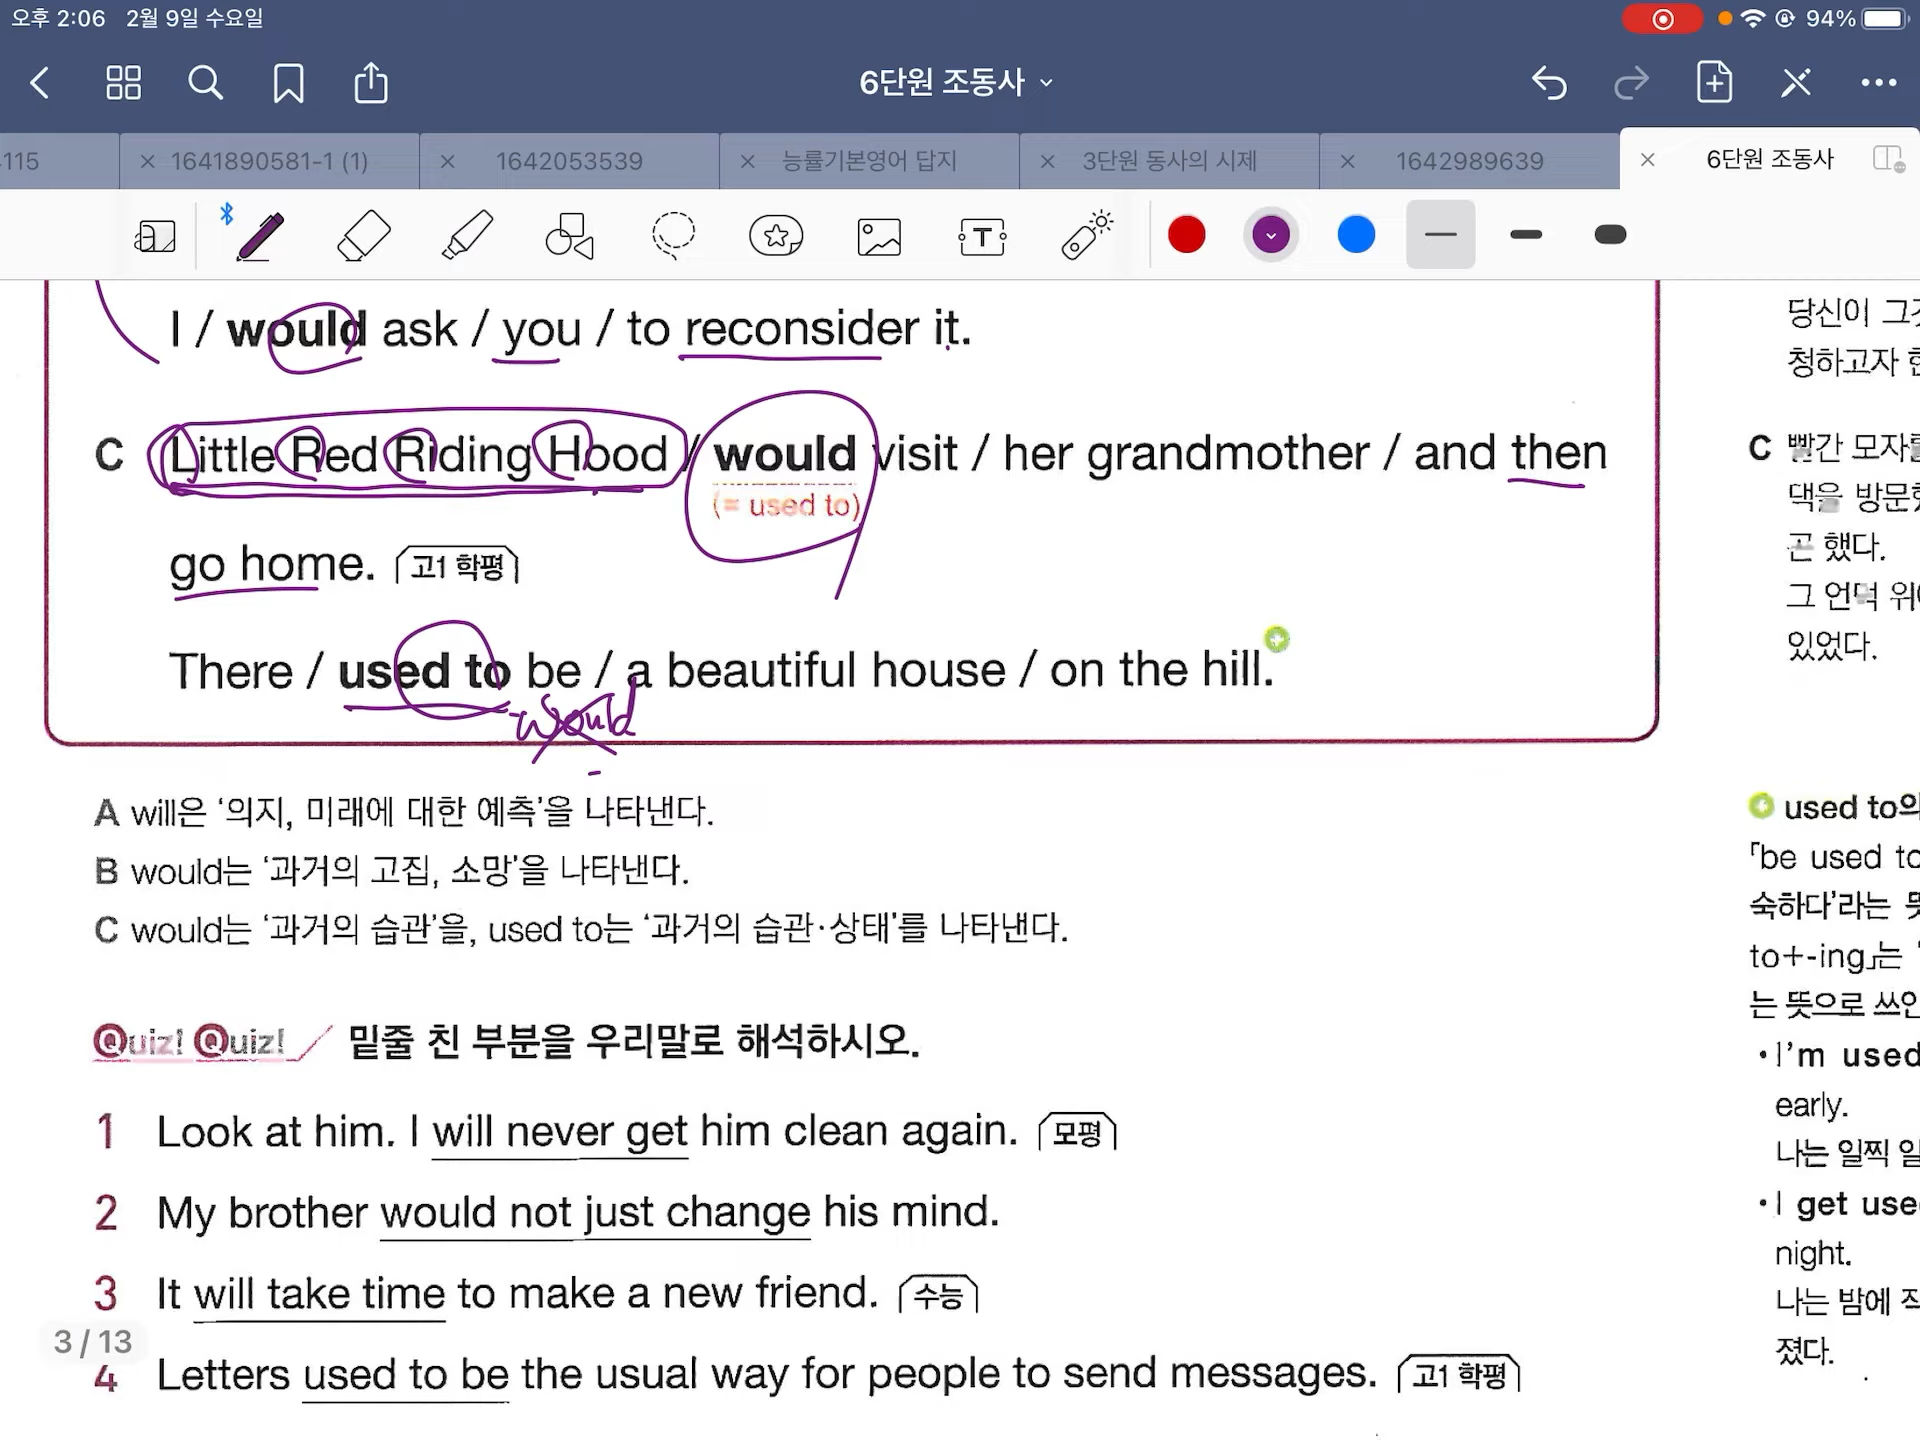 오후 2:06 2월 9일 수요일
94%
6단원 조동사
115
1641890581-1 (1)
1642053539
능률기본영어 답지
3단원 동사의 시제
1642989639
6단원 조동사
I / would ask / you / to reconsider it.
C Little Red Riding Hood / would visit / her grandmother / and then
(= used to)
go home. 고1 학평
There / used to be / a beautiful house / on the hill.
would
A will은 ‘의지, 미래에 대한 예측’을 나타낸다.
B would는 ‘과거의 고집, 소망’을 나타낸다.
C would는 ‘과거의 습관’을, used to는 ‘과거의 습관·상태’를 나타낸다.
Quiz! Quiz! 밑줄 친 부분을 우리말로 해석하시오.
1 Look at him. I will never get him clean again. 모평
2 My brother would not just change his mind.
3 It will take time to make a new friend. 수능
3 / 13
4 Letters used to be the usual way for people to send messages. 고1 학평
당신이
청하고자
C 빨간 모자를
댁을
곤 했다.
그 언덕
있었다.
used to의
「be used to
숙하다’라는
to+-ing」는
는 뜻으로
•I’m used
early.
나는 일찍
•I get used
night.
나는 밤에
졌다.